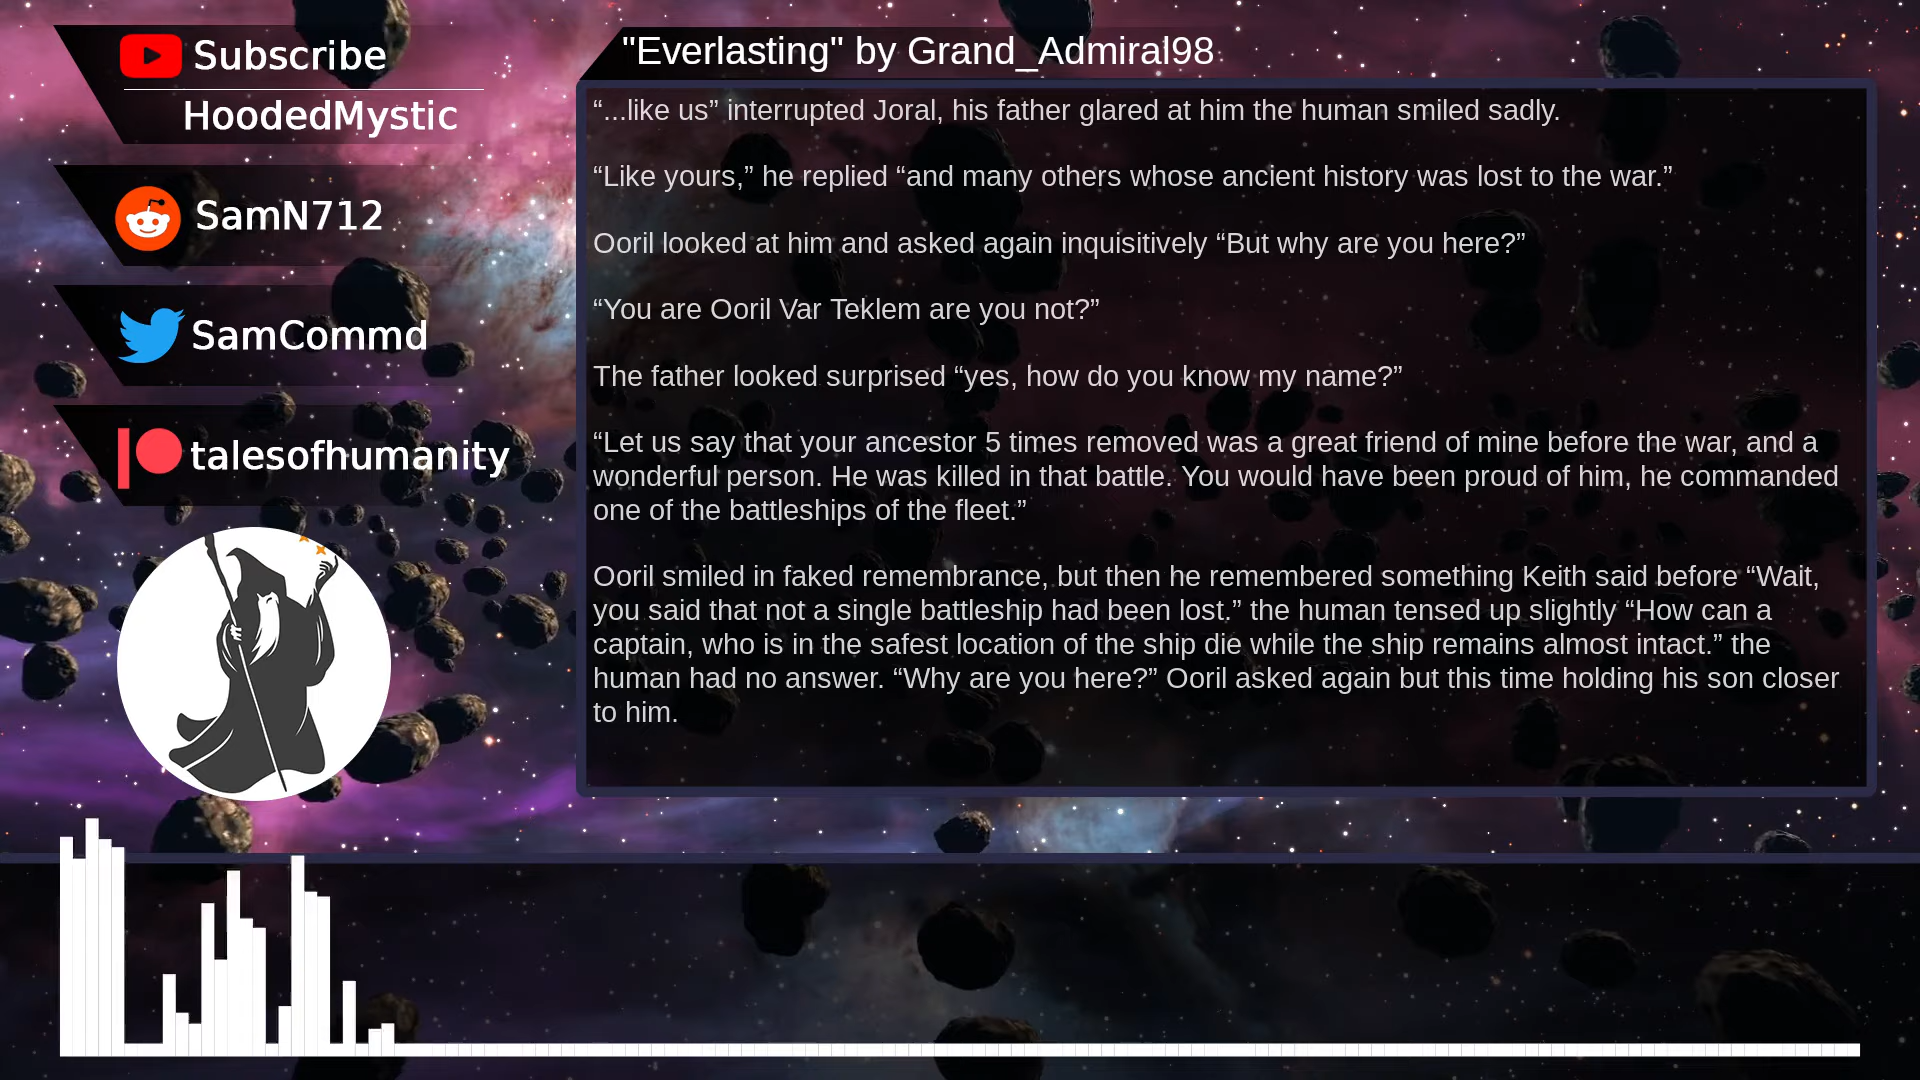 Subscribe
HoodedMystic
SamN712
SamCommd
talesofhumanity
"Everlasting" by Grand_Admiral98
“...like us” interrupted Joral, his father glared at him the human smiled sadly.
“Like yours,” he replied “and many others whose ancient history was lost to the war.”
Ooril looked at him and asked again inquisitively “But why are you here?”
“You are Ooril Var Teklem are you not?”
The father looked surprised “yes, how do you know my name?”
“Let us say that your ancestor 5 times removed was a great friend of mine before the war, and a
wonderful person. He was killed in that battle. You would have been proud of him, he commanded
one of the battleships of the fleet.”
Ooril smiled in faked remembrance, but then he remembered something Keith said before “Wait,
you said that not a single battleship had been lost.” the human tensed up slightly “How can a
captain, who is in the safest location of the ship die while the ship remains almost intact.” the
human had no answer. “Why are you here?” Ooril asked again but this time holding his son closer
to him.